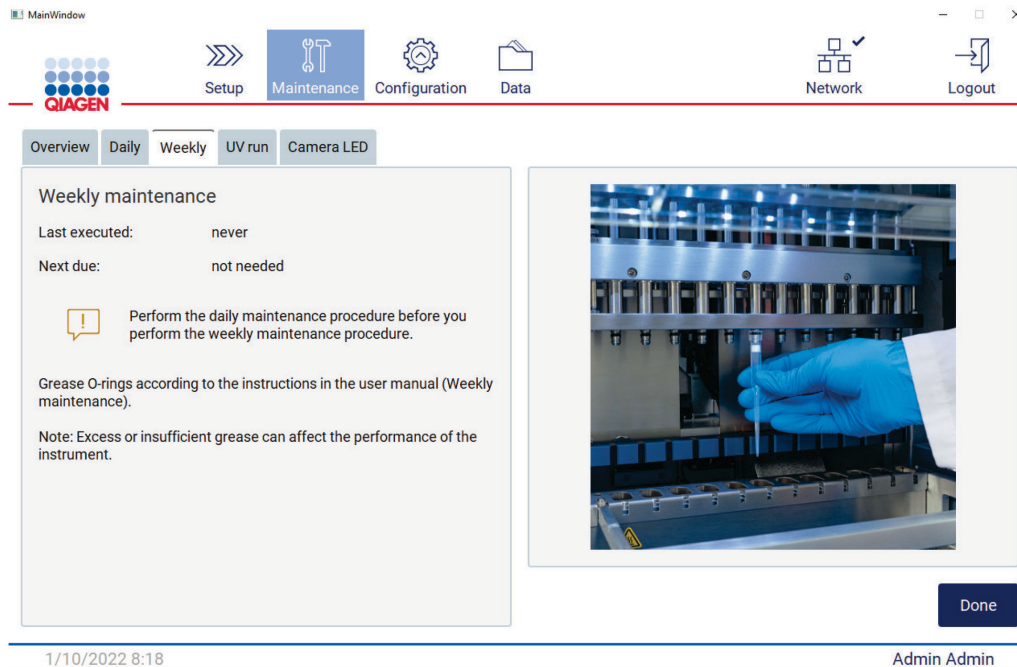 MainWindow
QIAGEN
Setup
Maintenance
Configuration
Data
Network
Logout
Overview
Daily
Weekly
UV run
Camera LED
Weekly maintenance
Last executed: never
Next due: not needed
Perform the daily maintenance procedure before you
perform the weekly maintenance procedure.
Grease O-rings according to the instructions in the user manual (Weekly
maintenance).
Note: Excess or insufficient grease can affect the performance of the
instrument.
Done
1/10/2022 8:18
Admin Admin